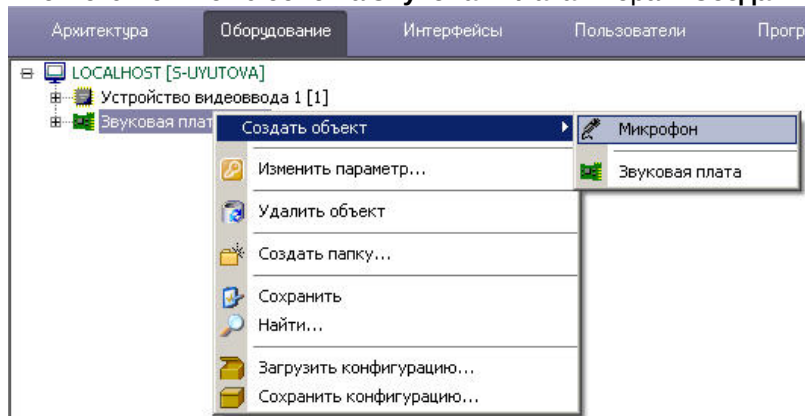 Архитектура Оборудование Интерфейсы Пользователи Прогр
LOCALHOST [S-UYUTOVA]
Устройство видеоввода 1 [1]
Звуковая плат
Создать объект
Микрофон
Звуковая плата
Изменить параметр...
Удалить объект
Создать папку...
Сохранить
Найти...
Загрузить конфигурацию...
Сохранить конфигурацию...